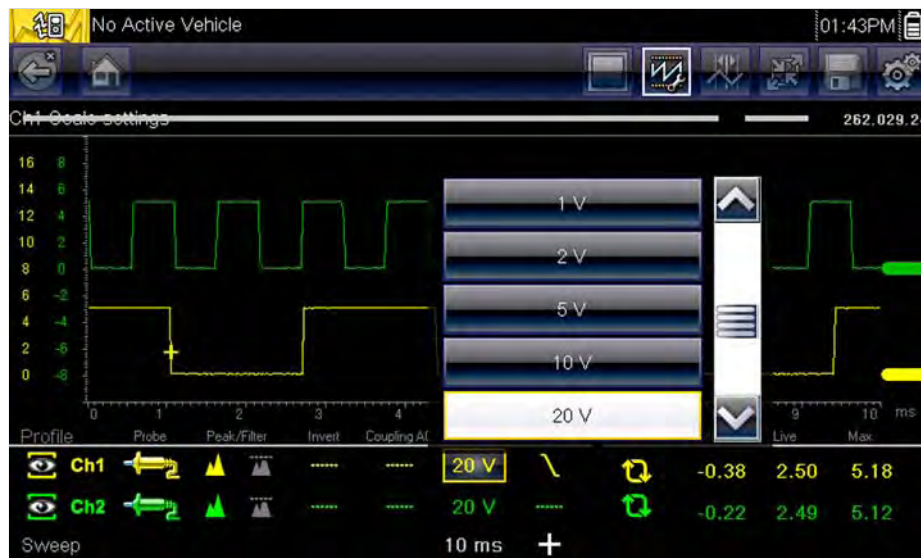 No Active Vehicle
01:43PM
Ch1 Scale settings
262,029.2
16 8
14 6
12 4
10 2
8 0
6 -2
4 -4
2 -6
0 -8
1 V
2 V
5 V
10 V
20 V
0 1 2 3 4 9 10 ms
Profile Probe Peak/Filter Invert Coupling AC Live Max
Ch1 20 V -0.38 2.50 5.18
Ch2 20 V -0.22 2.49 5.12
Sweep 10 ms